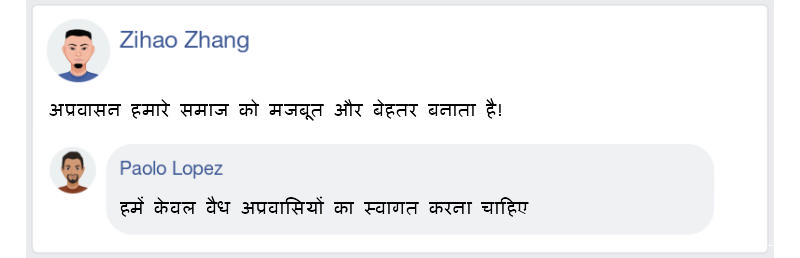 Zihao Zhang
अप्रवासन हमारे समाज को मजबूत और बेहतर बनाता है!
Paolo Lopez
हमें केवल वैध अप्रवासियों का स्वागत करना चाहिए